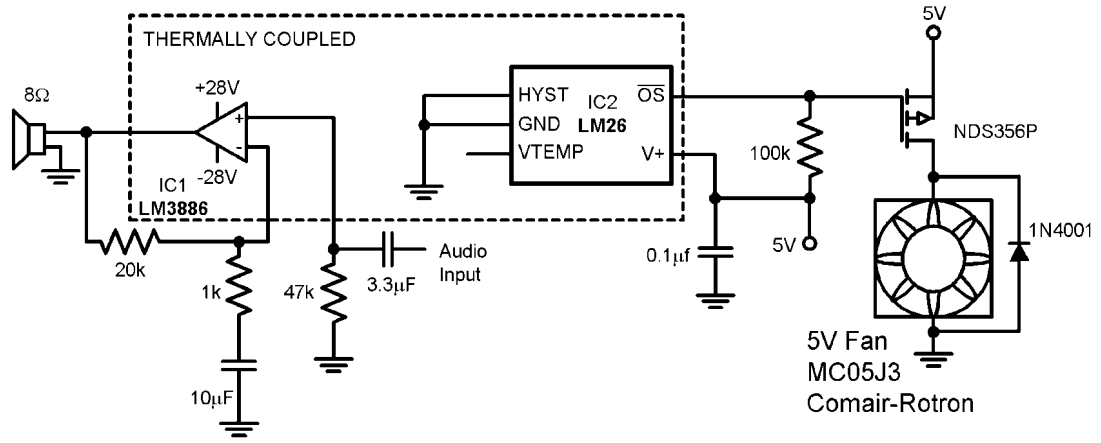 THERMALLY COUPLED
5V
8Ω
+28V
+
-
-28V
IC1
LM3886
HYST
GND
VTEMP
IC2
LM26
OS
V+
100k
NDS356P
20k
1k
10µF
47k
3.3µF
Audio
Input
0.1µf
5V
1N4001
5V Fan
MC05J3
Comair-Rotron